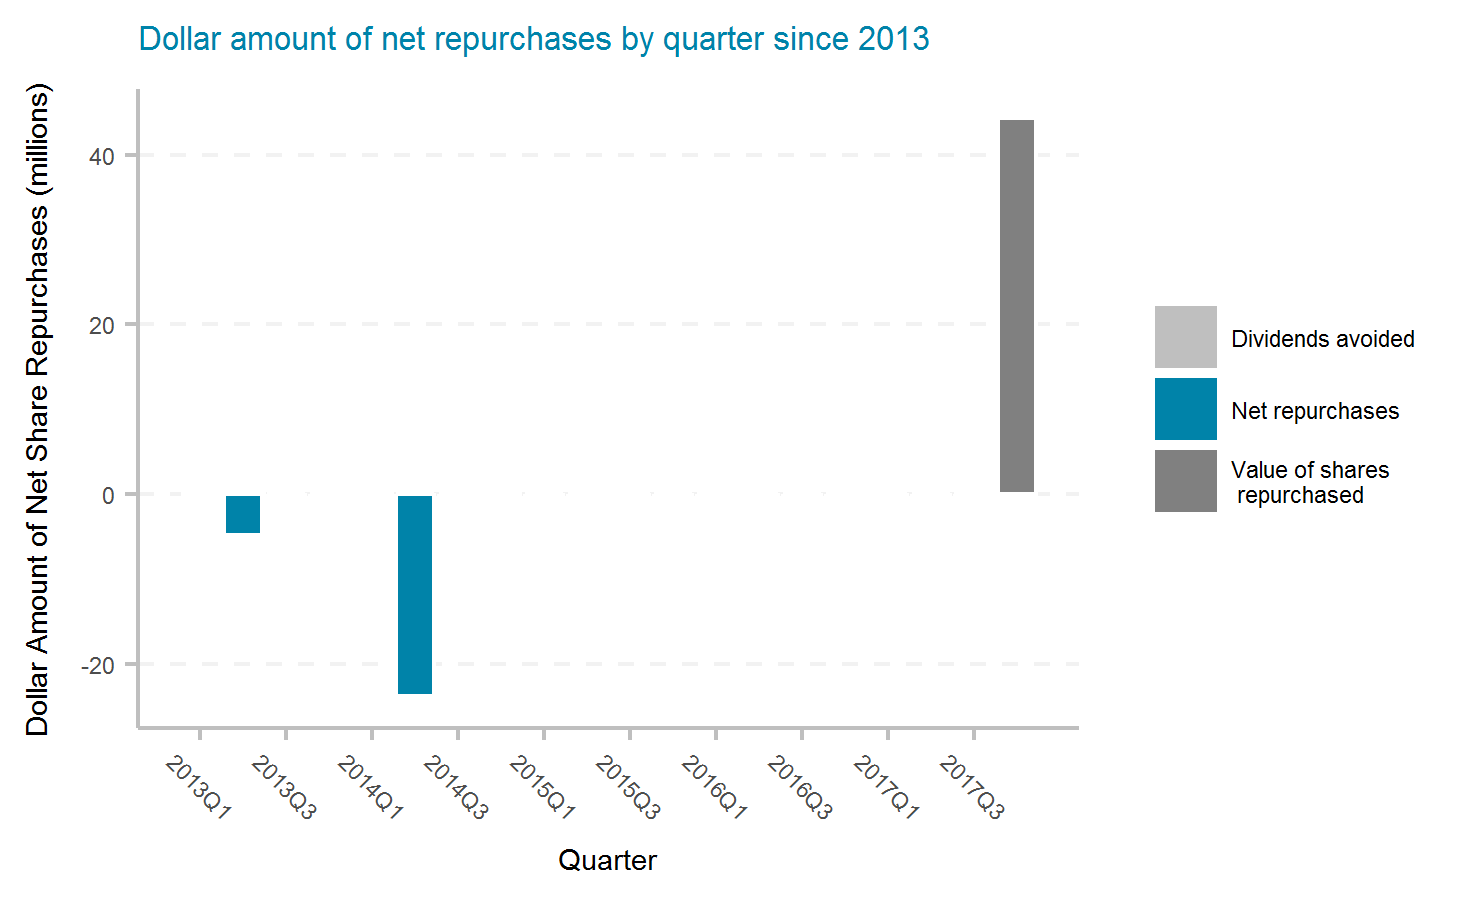 Dollar amount of net repurchases by quarter since 2013
Dollar Amount of Net Share Repurchases (millions)
40
20
0
-20
2013Q1
2013Q3
2014Q1
2014Q3
2015Q1
2015Q3
2016Q1
2016Q3
2017Q1
2017Q3
Quarter
Dividends avoided
Net repurchases
Value of shares
repurchased